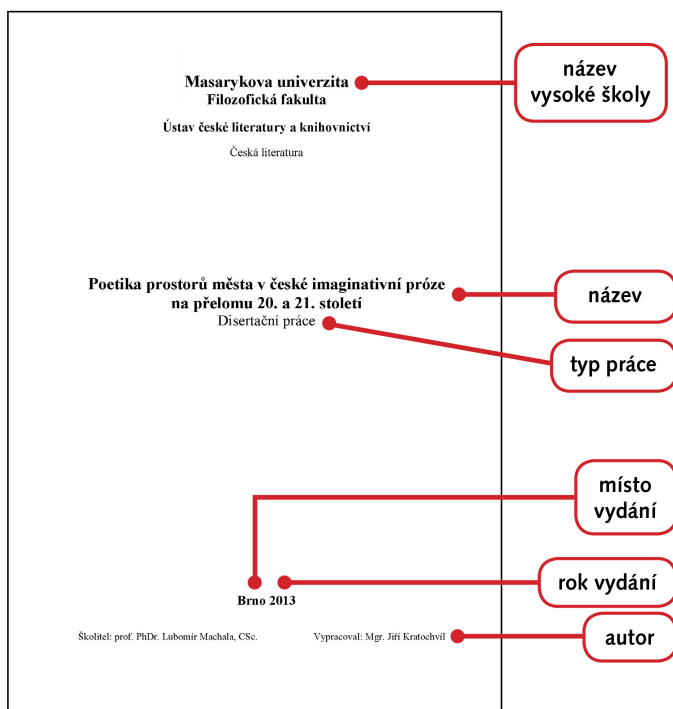 Masarykova univerzita
Filozofická fakulta
Ústav české literatury a knihovnictví
Česká literatura
název
vysoké školy
Poetika prostorů města v české imaginativní próze
na přelomu 20. a 21. století
Disertační práce
název
typ práce
místo
vydání
rok vydání
Brno 2013
Školitel: prof. PhDr. Lubomír Machala, CSc.
Vypracoval: Mgr. Jiří Kratochvíl
autor